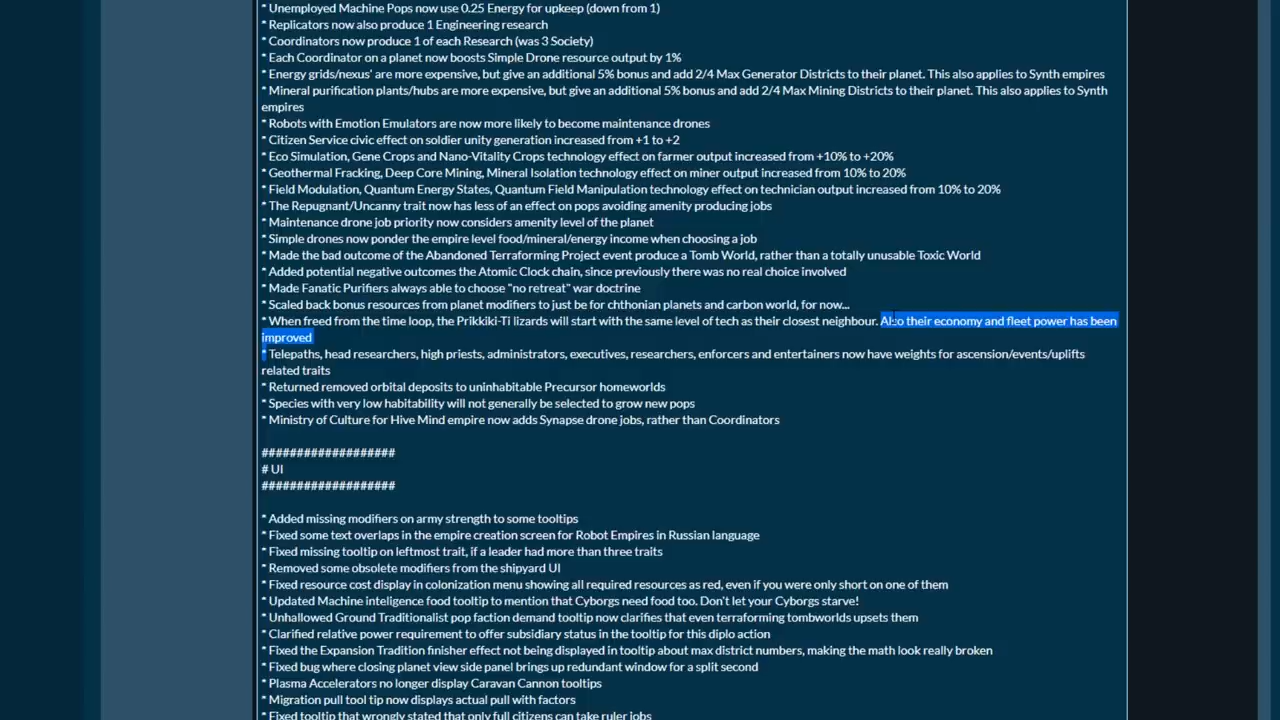 * Unemployed Machine Pops now use 0.25 Energy for upkeep (down from 1)
* Replicators now also produce 1 Engineering research
* Coordinators now produce 1 of each Research (was 3 Society)
* Each Coordinator on a planet now boosts Simple Drone resource output by 1%
* Energy grids/nexus' are more expensive, but give an additional 5% bonus and add 2/4 Max Generator Districts to their planet. This also applies to Synth empires
* Mineral purification plants/hubs are more expensive, but give an additional 5% bonus and add 2/4 Max Mining Districts to their planet. This also applies to Synth
empires
* Robots with Emotion Emulators are now more likely to become maintenance drones
* Citizen Service civic effect on soldier unity generation increased from +1 to +2
* Eco Simulation, Gene Crops and Nano-Vitality Crops technology effect on farmer output increased from +10% to +20%
* Geothermal Fracking, Deep Core Mining, Mineral Isolation technology effect on miner output increased from 10% to 20%
* Field Modulation, Quantum Energy States, Quantum Field Manipulation technology effect on technician output increased from 10% to 20%
* The Repugnant/Uncanny trait now has less of an effect on pops avoiding amenity producing jobs
* Maintenance drone job priority now considers amenity level of the planet
* Simple drones now ponder the empire level food/mineral/energy income when choosing a job
* Made the bad outcome of the Abandoned Terraforming Project event produce a Tomb World, rather than a totally unusable Toxic World
* Added potential negative outcomes the Atomic Clock chain, since previously there was no real choice involved
* Made Fanatic Purifiers always able to choose "no retreat" war doctrine
* Scaled back bonus resources from planet modifiers to just be for chthonian planets and carbon world, for now...
* When freed from the time loop, the Prikkiki-Ti lizards will start with the same level of tech as their closest neighbour. Also their economy and fleet power has been
improved
* Telepaths, head researchers, high priests, administrators, executives, researchers, enforcers and entertainers now have weights for ascension/events/uplifts
related traits
* Returned removed orbital deposits to uninhabitable Precursor homeworlds
* Species with very low habitability will not generally be selected to grow new pops
* Ministry of Culture for Hive Mind empire now adds Synapse drone jobs, rather than Coordinators
###################
# UI
###################
* Added missing modifiers on army strength to some tooltips
* Fixed some text overlaps in the empire creation screen for Robot Empires in Russian language
* Fixed missing tooltip on leftmost trait, if a leader had more than three traits
* Removed some obsolete modifiers from the shipyard UI
* Fixed resource cost display in colonization menu showing all required resources as red, even if you were only short on one of them
* Updated Machine inteligence food tooltip to mention that Cyborgs need food too. Don't let your Cyborgs starve!
* Unhallowed Ground Traditionalist pop faction demand tooltip now clarifies that even terraforming tombworlds upsets them
* Clarified relative power requirement to offer subsidiary status in the tooltip for this diplo action
* Fixed the Expansion Tradition finisher effect not being displayed in tooltip about max district numbers, making the math look really broken
* Fixed bug where closing planet view side panel brings up redundant window for a split second
* Plasma Accelerators no longer display Caravan Cannon tooltips
* Migration pull tool tip now displays actual pull with factors
* Fixed tooltip that wrongly stated that only full citizens can take ruler jobs